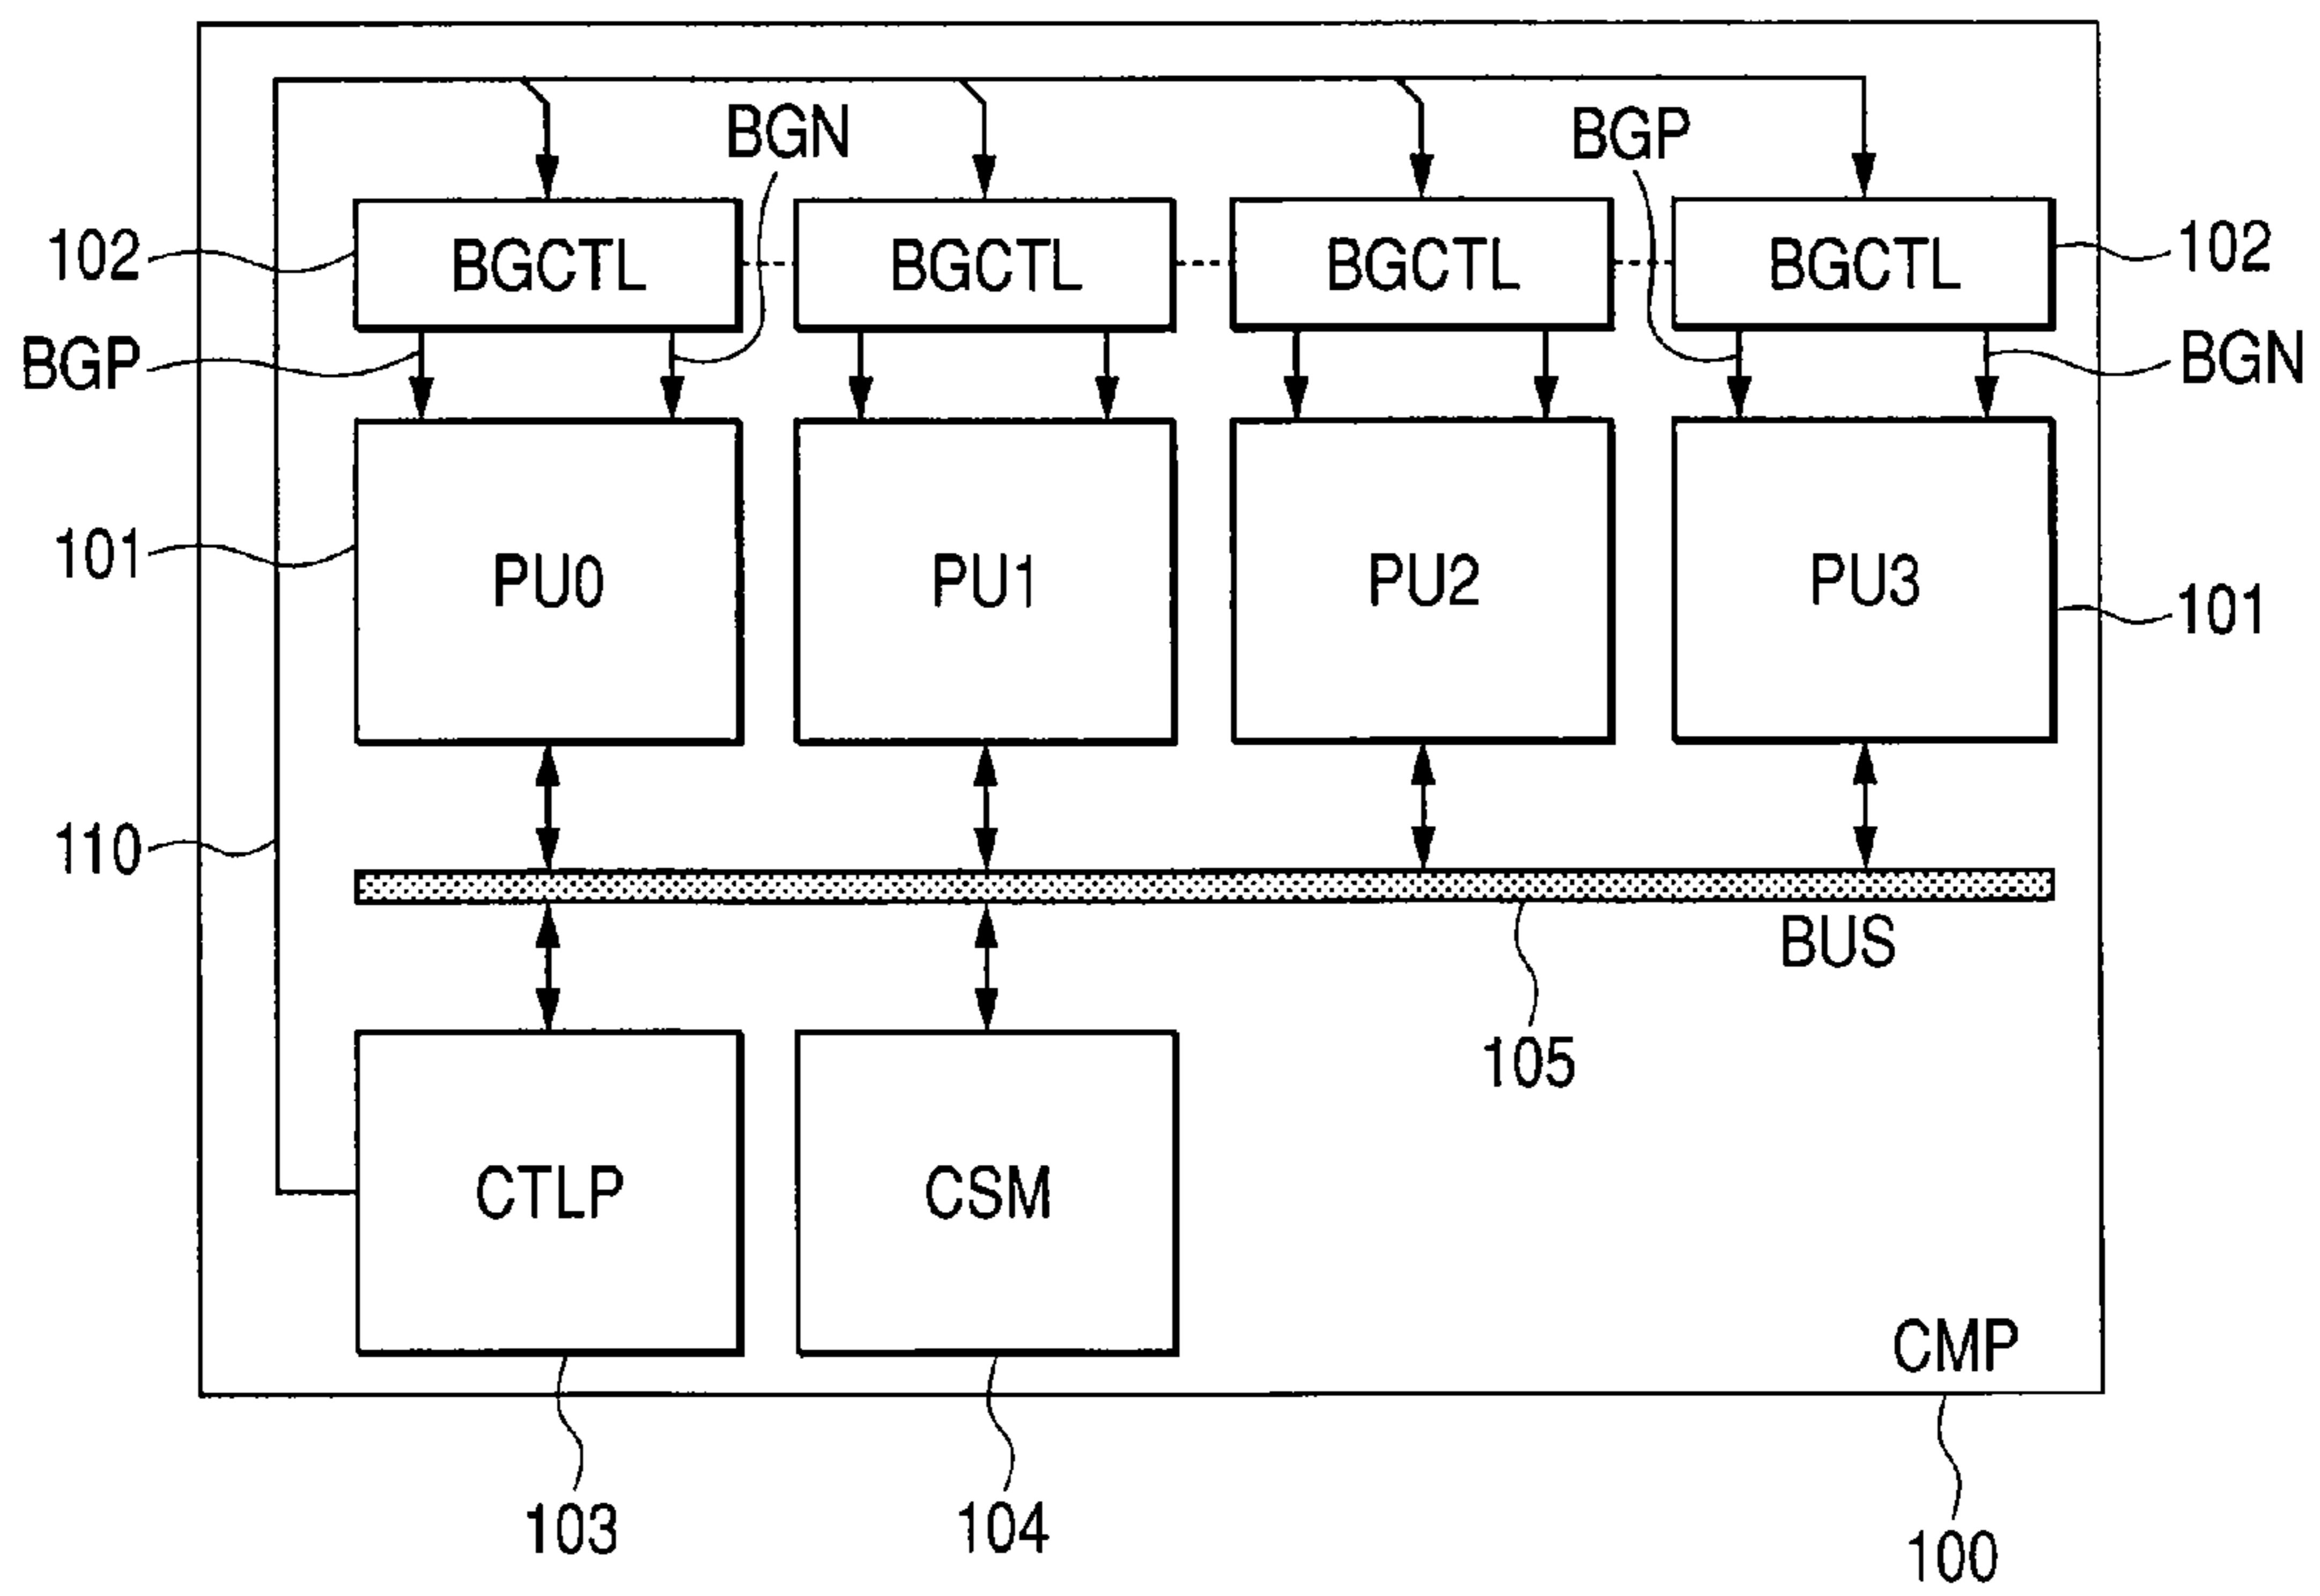 BGN BGP
102 BGCTL BGCTL BGCTL BGCTL 102
BGP BGN
101 PU0 PU1 PU2 PU3 101
110
BUS
105
CTLP CSM
CMP
103 104 100